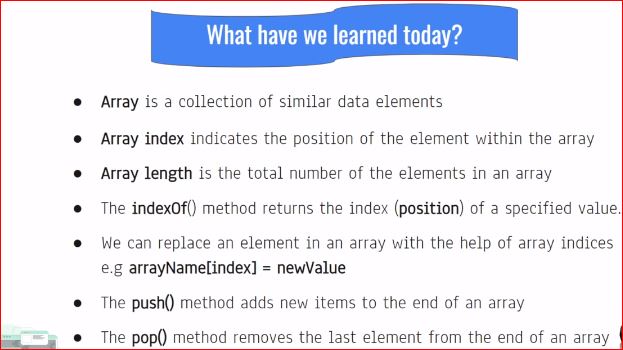 What have we learned today?
● Array is a collection of similar data elements
● Array index indicates the position of the element within the array
● Array length is the total number of the elements in an array
● The indexOf() method returns the index (position) of a specified value.
● We can replace an element in an array with the help of array indices
e.g arrayName[index] = newValue
● The push() method adds new items to the end of an array
● The pop() method removes the last element from the end of an array